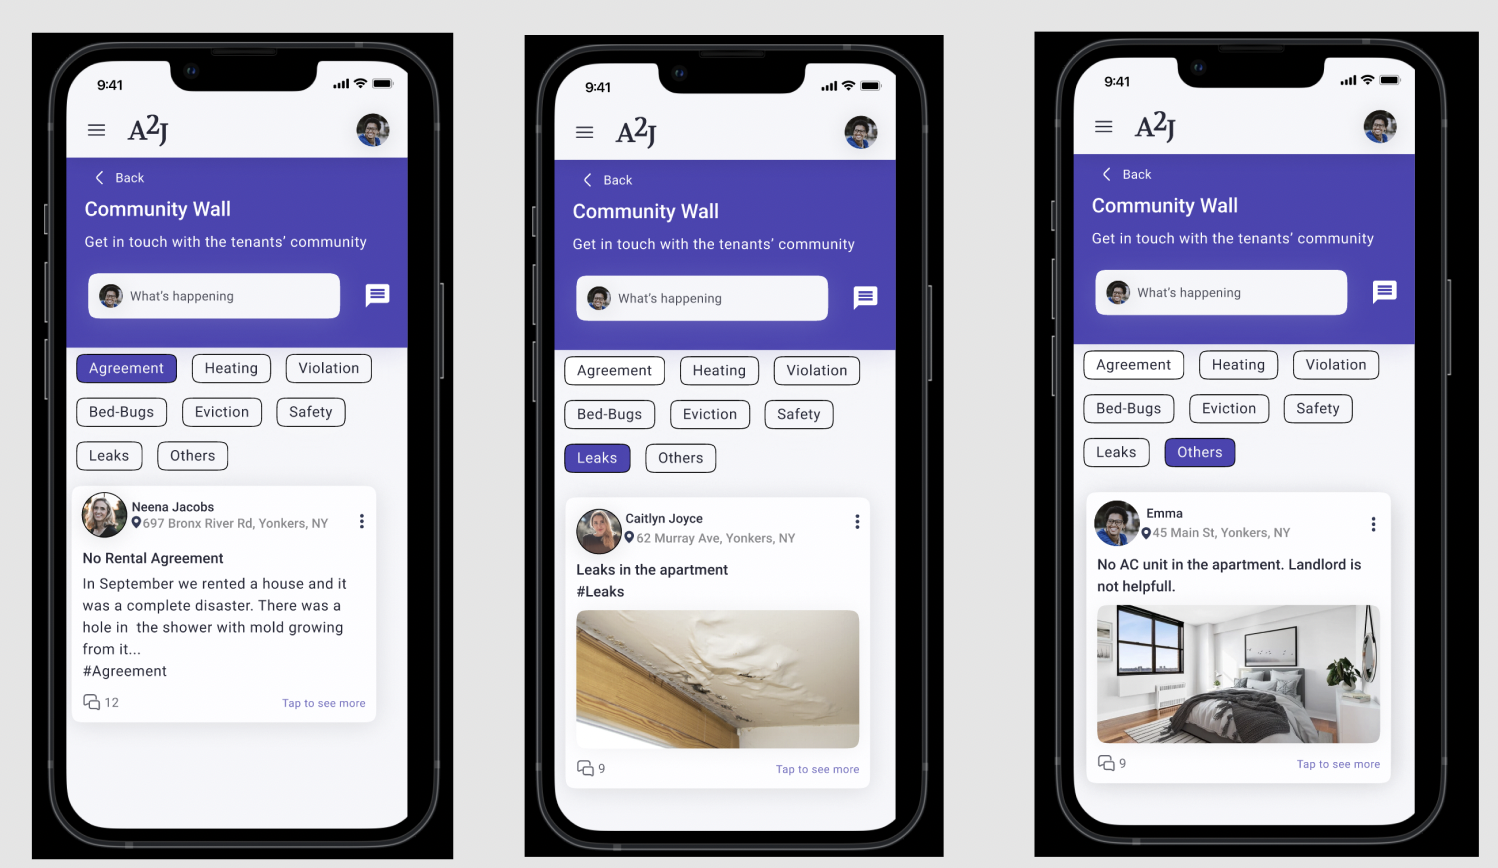 9:41
A2J
Back
Community Wall
Get in touch with the tenants' community
What's happening
Agreement Heating Violation
Bed-Bugs Eviction Safety
Leaks Others
Neena Jacobs
697 Bronx River Rd, Yonkers, NY
No Rental Agreement
In September we rented a house and it
was a complete disaster. There was a
hole in the shower with mold growing
from it...
#Agreement
12 Tap to see more
9:41
A2J
Back
Community Wall
Get in touch with the tenants' community
What's happening
Agreement Heating Violation
Bed-Bugs Eviction Safety
Leaks Others
Caitlyn Joyce
62 Murray Ave, Yonkers, NY
Leaks in the apartment
#Leaks
9 Tap to see more
9:41
A2J
Back
Community Wall
Get in touch with the tenants' community
What's happening
Agreement Heating Violation
Bed-Bugs Eviction Safety
Leaks Others
Emma
45 Main St, Yonkers, NY
No AC unit in the apartment. Landlord is
not helpfull.
9 Tap to see more